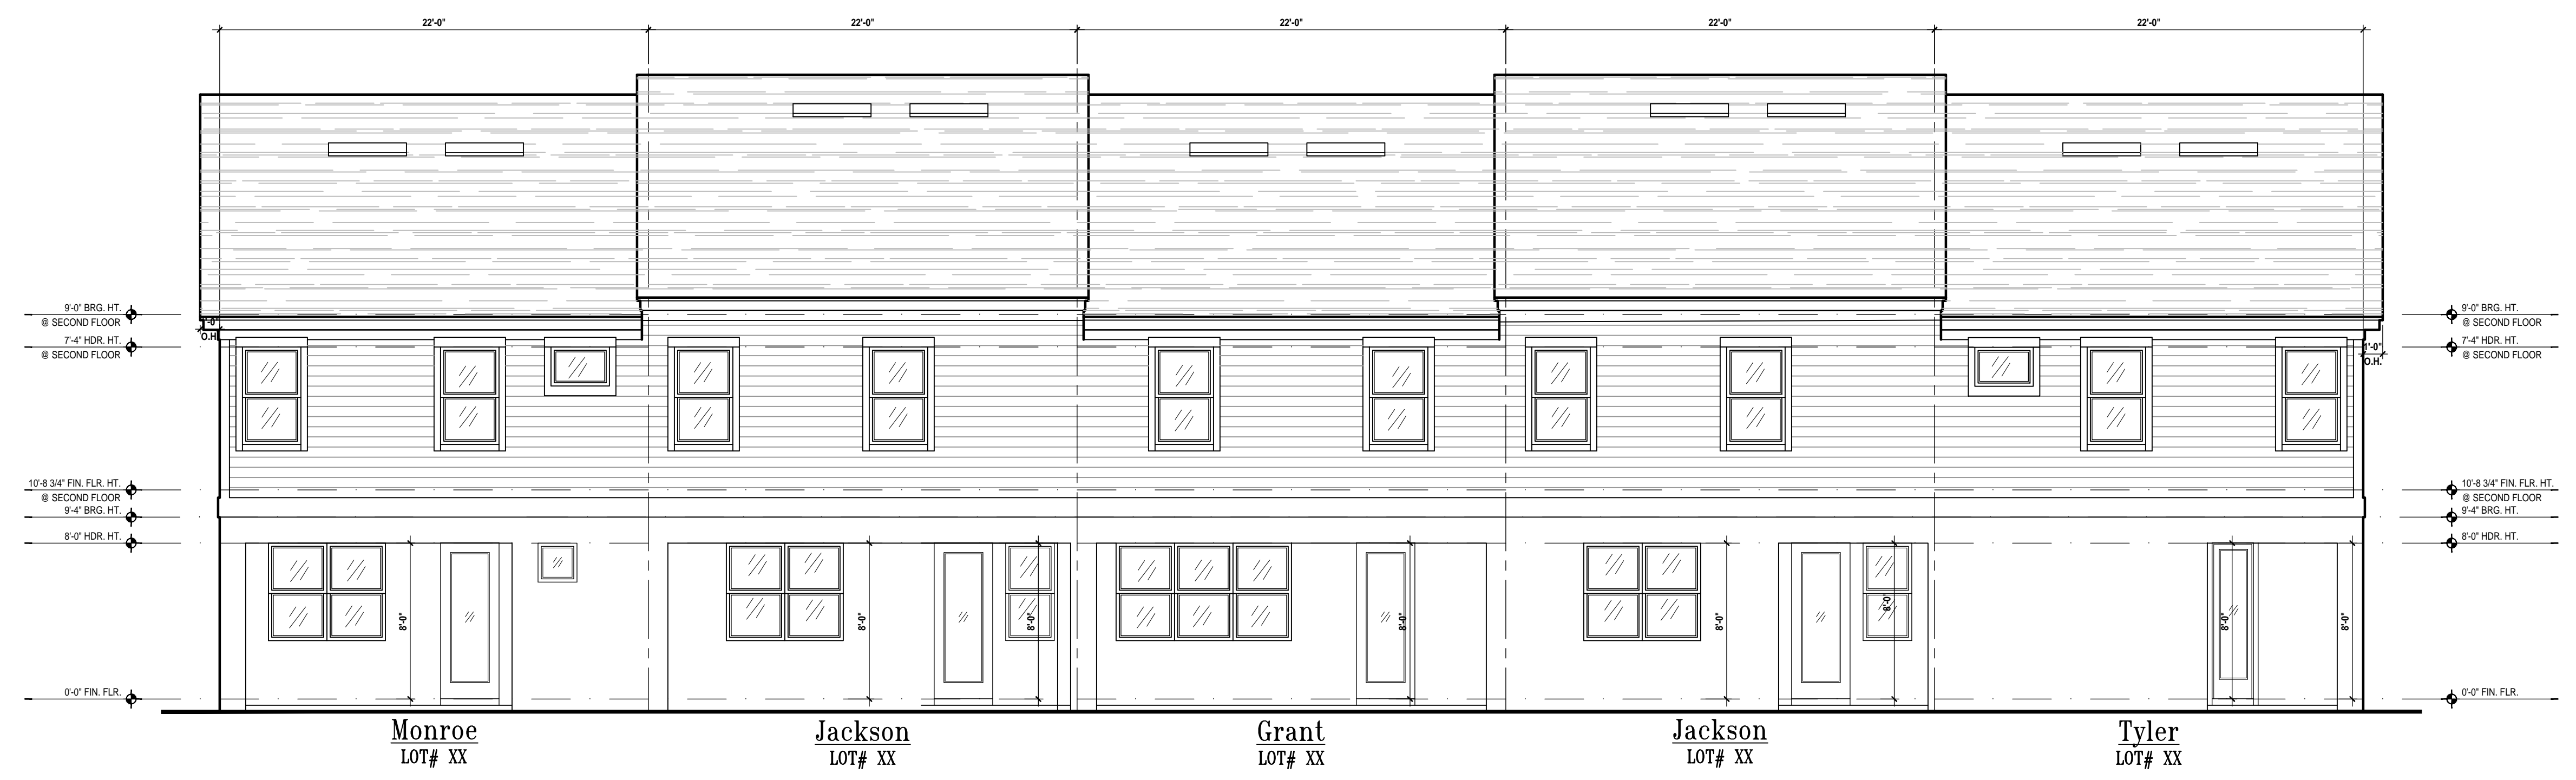 22'-0" 22'-0" 22'-0" 22'-0" 22'-0"
9'-0" BRG. HT. 9'-0" BRG. HT.
@ SECOND FLOOR @ SECOND FLOOR
O.H.
7'-4" HDR. HT. 7'-4" HDR. HT.
@ SECOND FLOOR 1'-0" @ SECOND FLOOR
O.H.
10'-8 3/4" FIN. FLR. HT. 10'-8 3/4" FIN. FLR. HT.
@ SECOND FLOOR @ SECOND FLOOR
9'-4" BRG. HT. 9'-4" BRG. HT.
8'-0" HDR. HT. 8'-0" HDR. HT.
8'-0" 8'-0" 8'-0" 8'-0" 8'-0" 8'-0" 8'-0" 8'-0"
0'-0" FIN. FLR. 0'-0" FIN. FLR.
Monroe Jackson Grant Jackson Tyler
LOT# XX LOT# XX LOT# XX LOT# XX LOT# XX